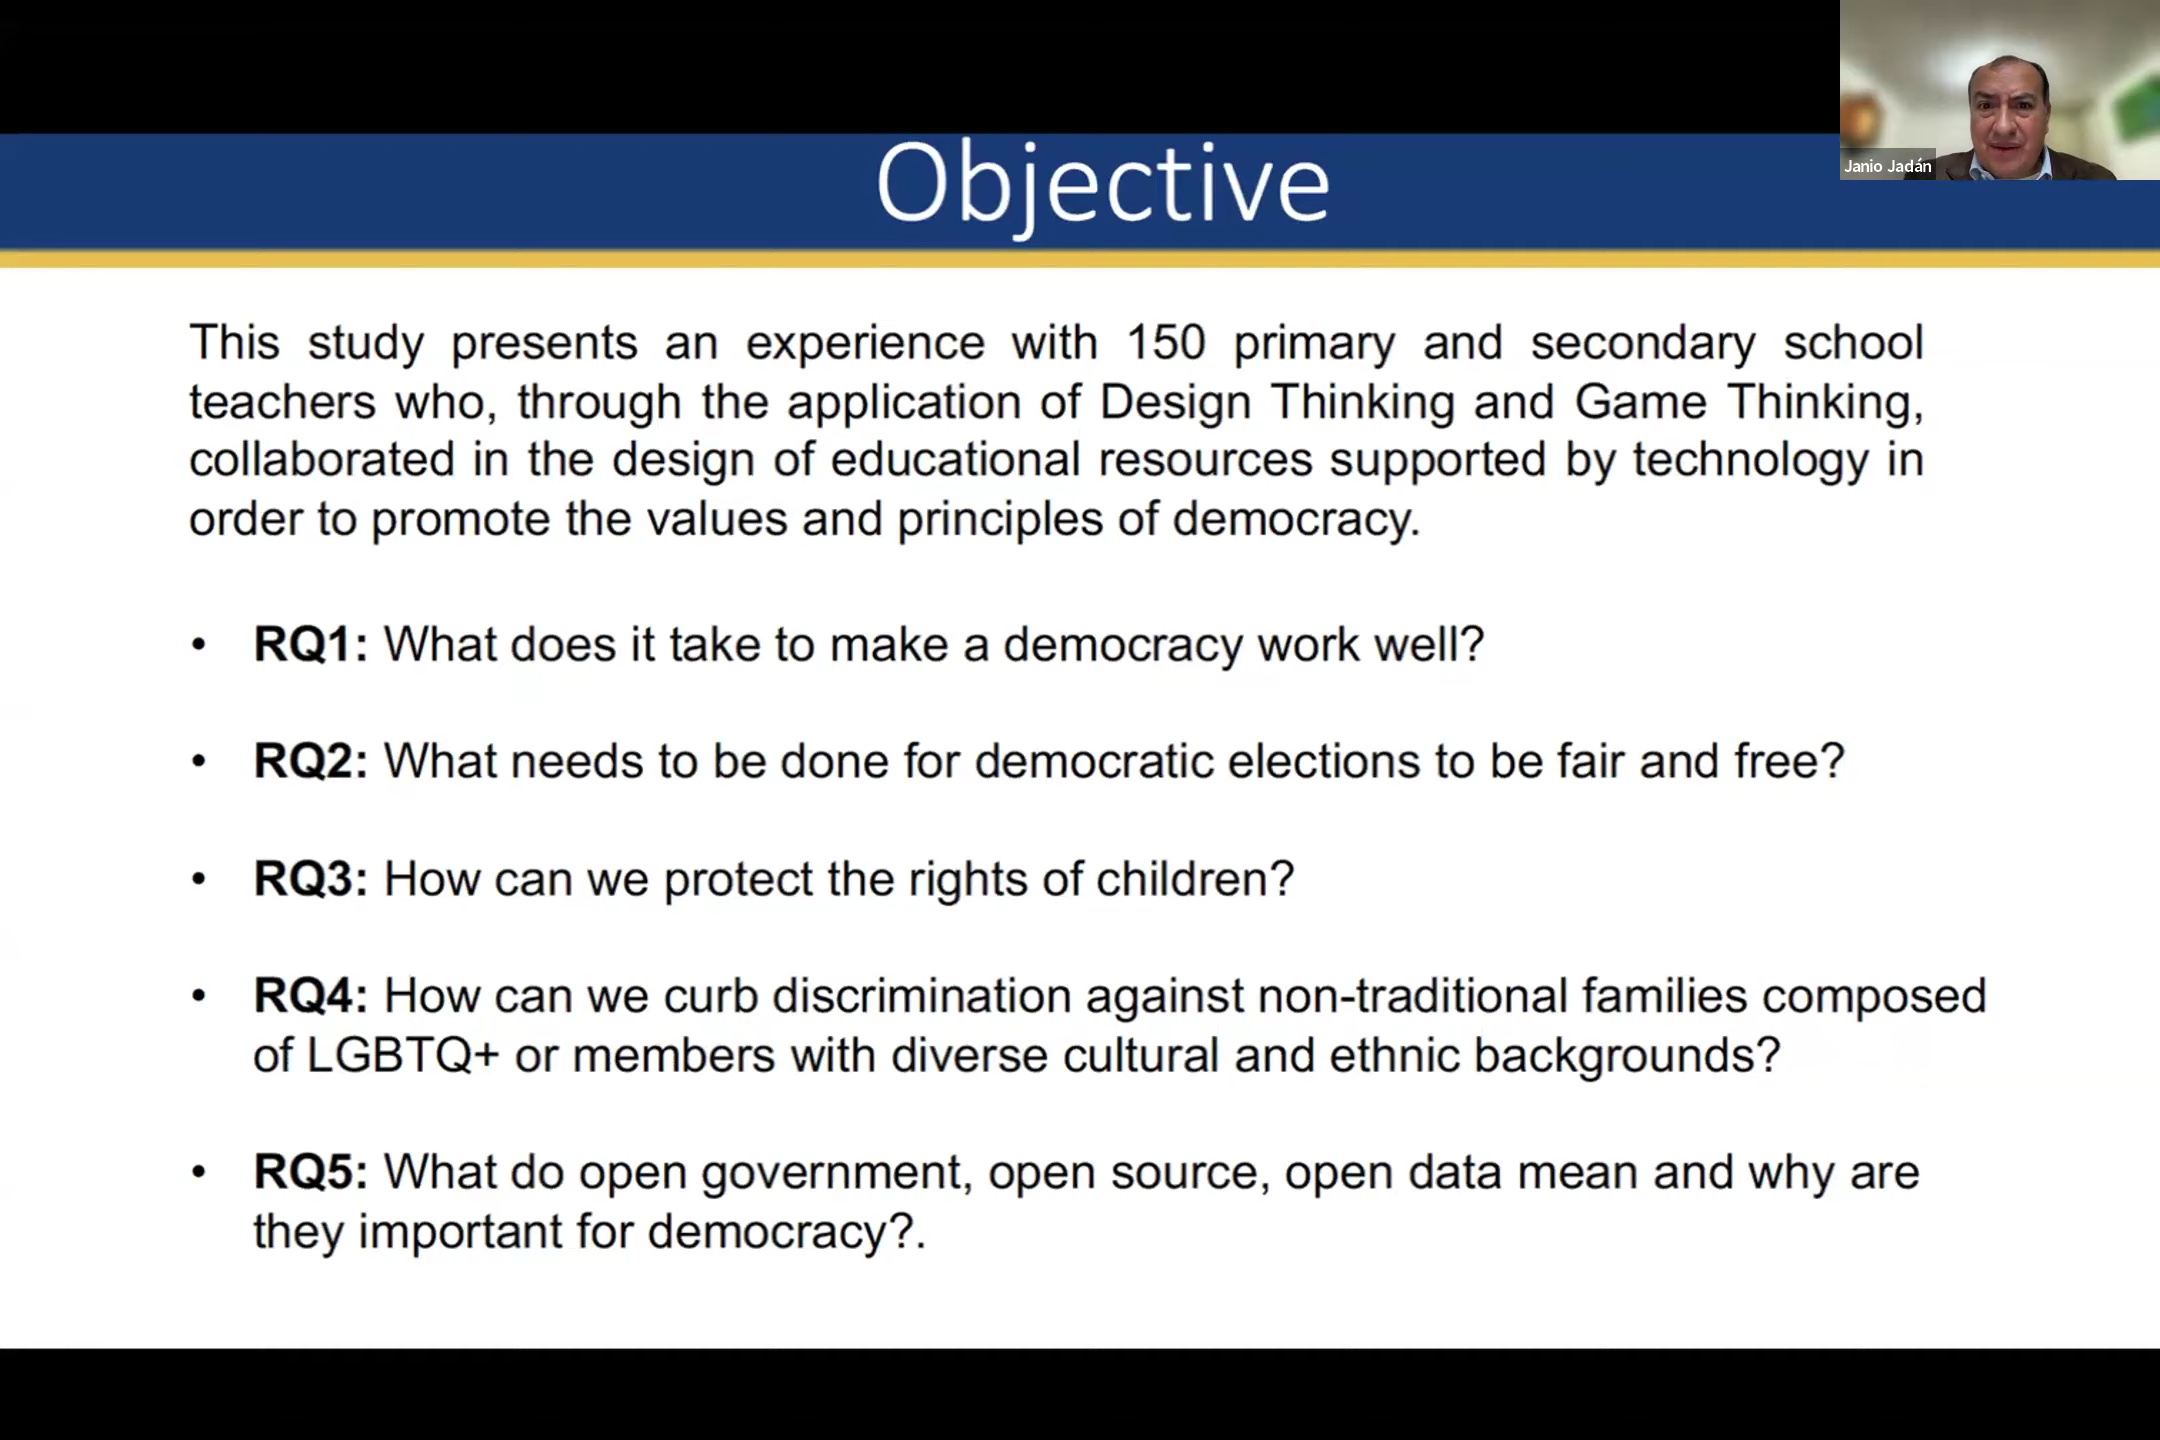 Janio Jadán
Objective
This study presents an experience with 150 primary and secondary school
teachers who, through the application of Design Thinking and Game Thinking,
collaborated in the design of educational resources supported by technology in
order to promote the values and principles of democracy.
• RQ1: What does it take to make a democracy work well?
• RQ2: What needs to be done for democratic elections to be fair and free?
• RQ3: How can we protect the rights of children?
• RQ4: How can we curb discrimination against non-traditional families composed
of LGBTQ+ or members with diverse cultural and ethnic backgrounds?
• RQ5: What do open government, open source, open data mean and why are
they important for democracy?.